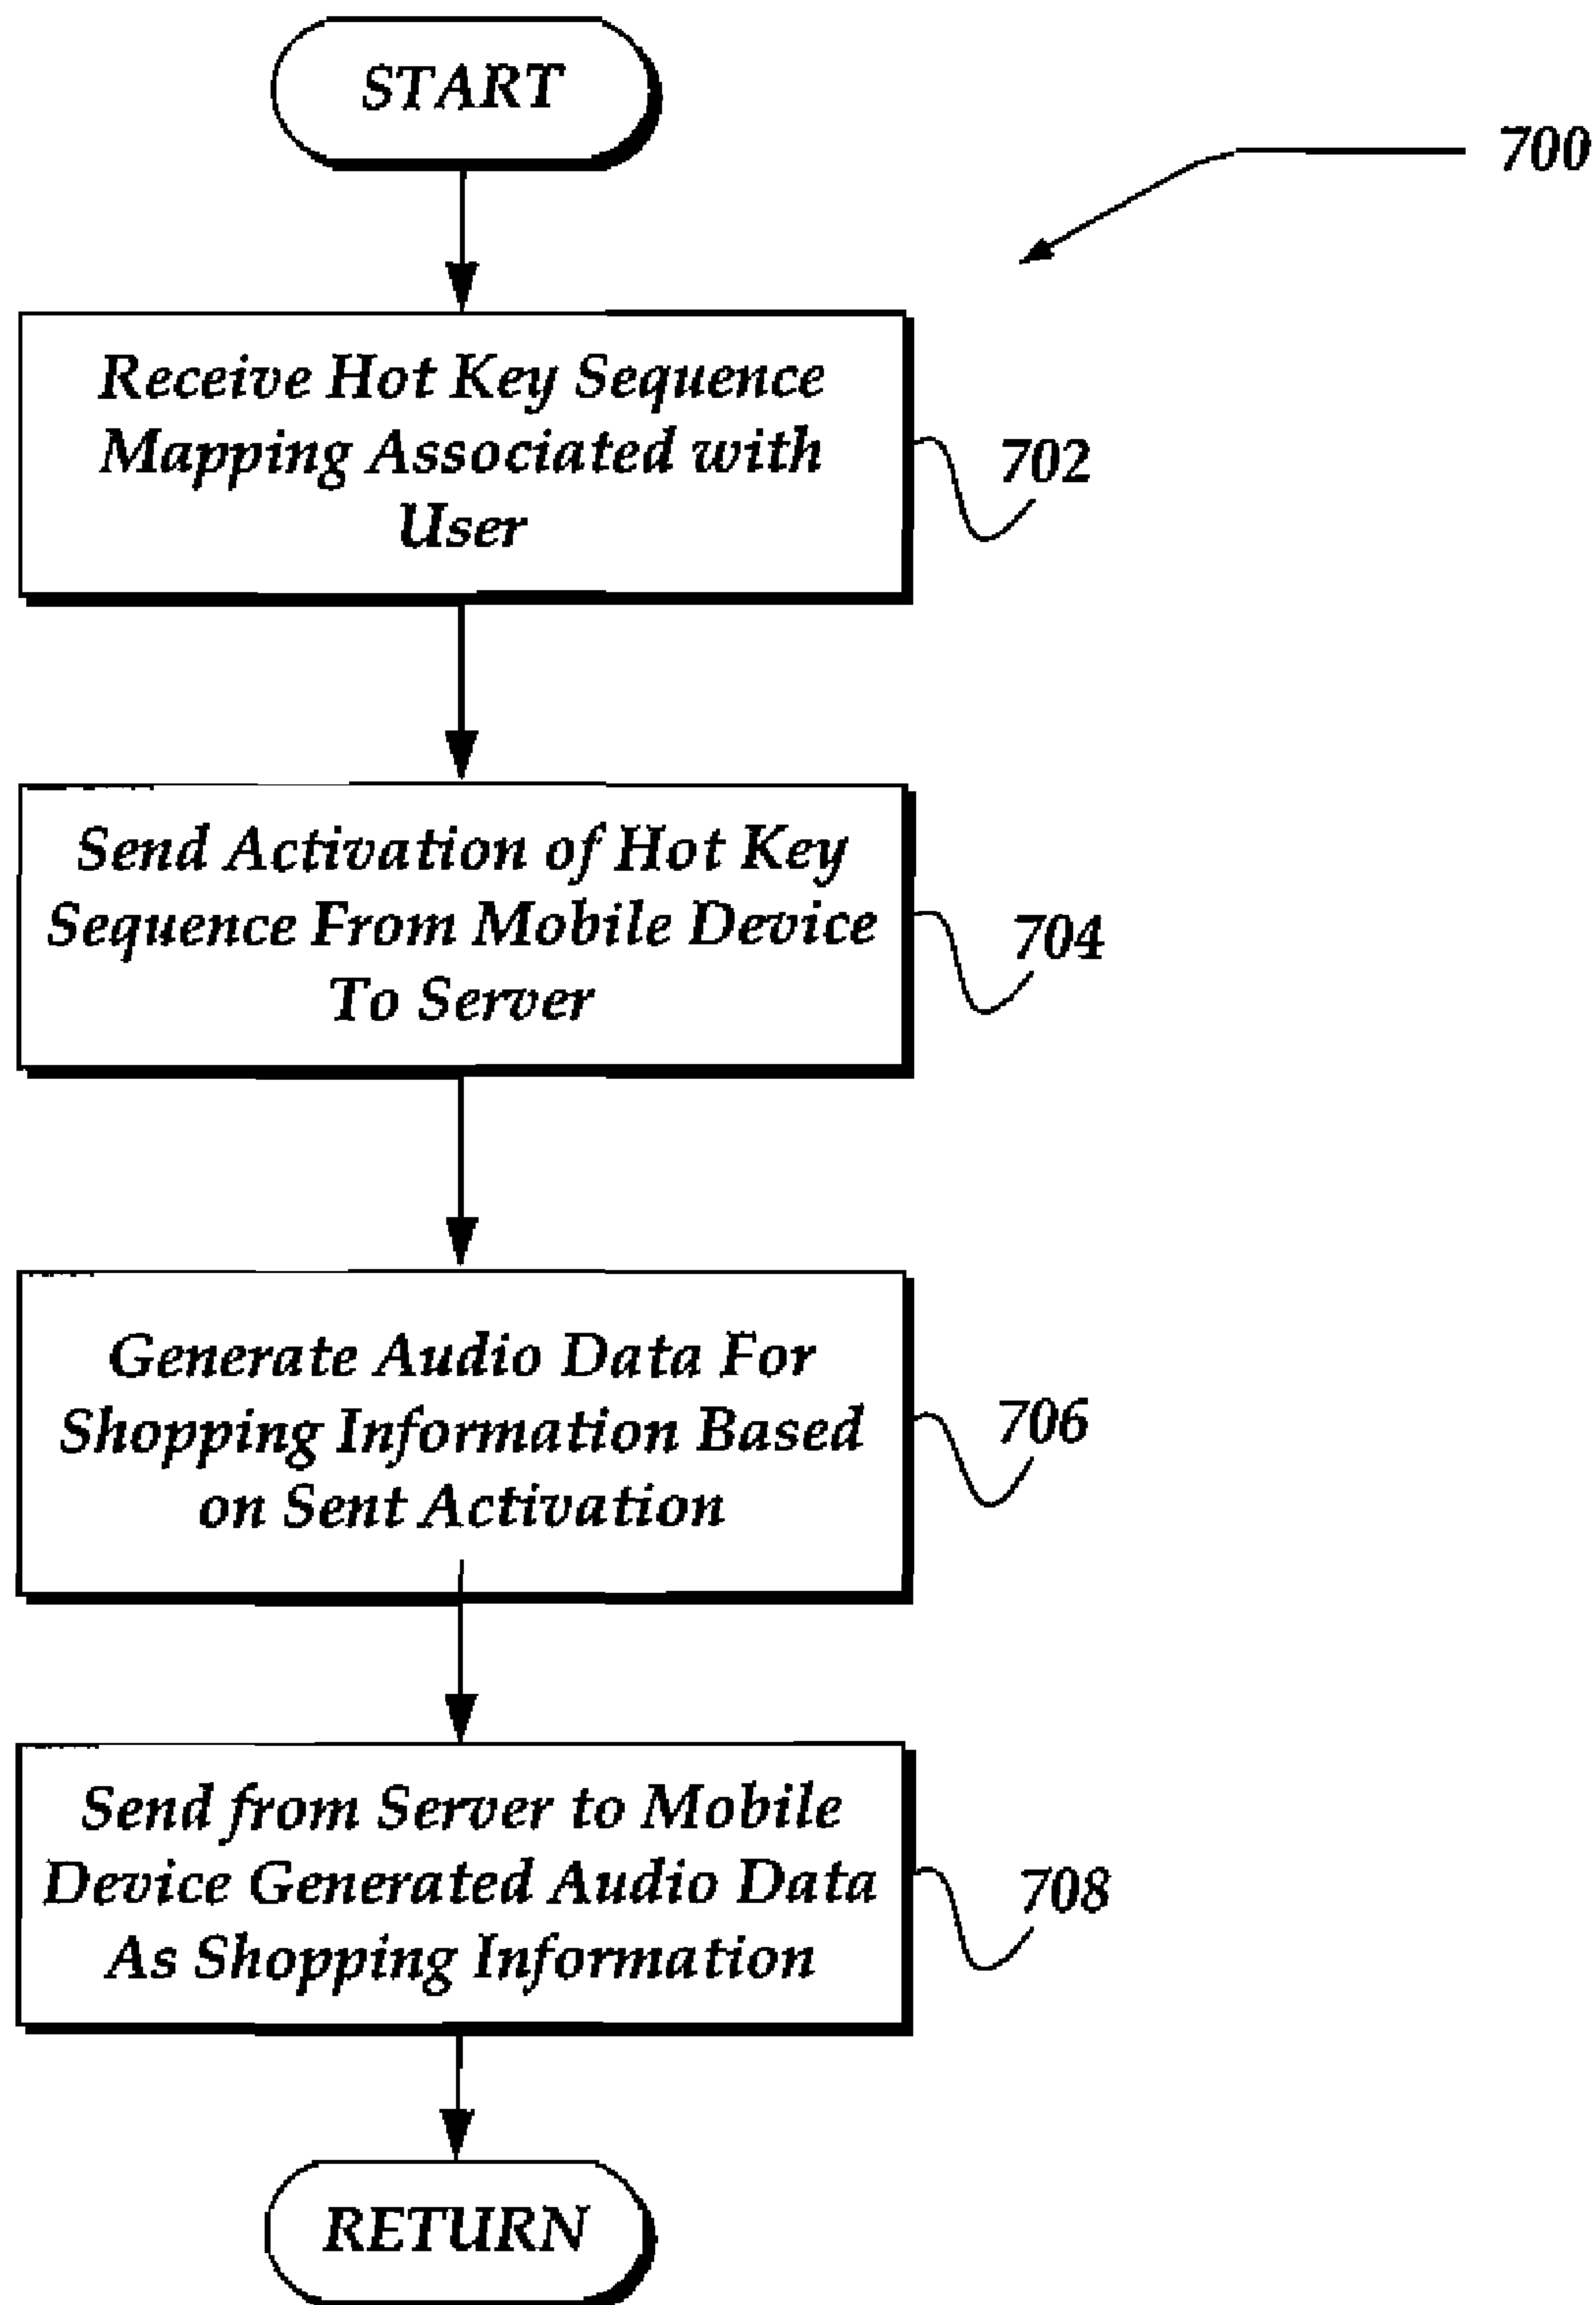 START
700
Receive Hot Key Sequence
Mapping Associated with
User
702
Send Activation of Hot Key
Sequence From Mobile Device
To Server
704
Generate Audio Data For
Shopping Information Based
on Sent Activation
706
Send from Server to Mobile
Device Generated Audio Data
As Shopping Information
708
RETURN